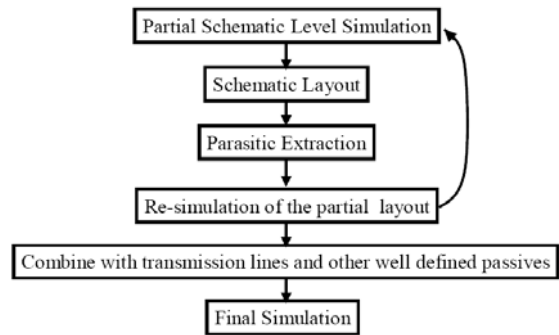 Partial Schematic Level Simulation
Schematic Layout
Parasitic Extraction
Re-simulation of the partial layout
Combine with transmission lines and other well defined passives
Final Simulation